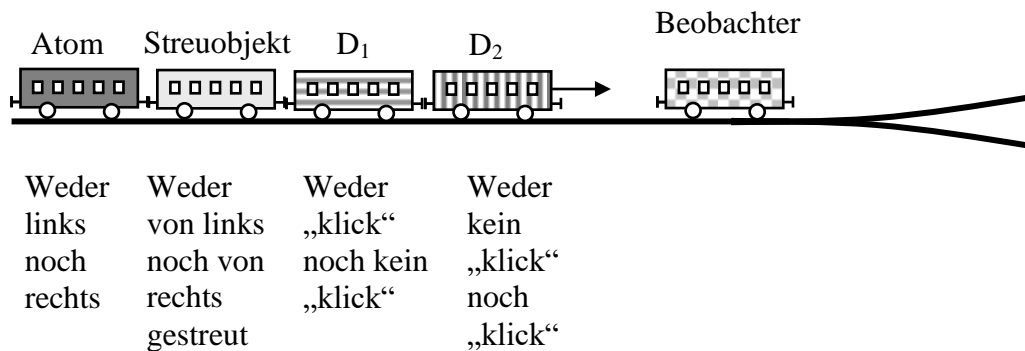 Atom Streuobjekt D₁ D₂ Beobachter
Weder
links
noch
rechts
Weder
von links
noch von
rechts
gestreut
Weder
„klick“
noch kein
„klick“
Weder
kein
„klick“
noch
„klick“